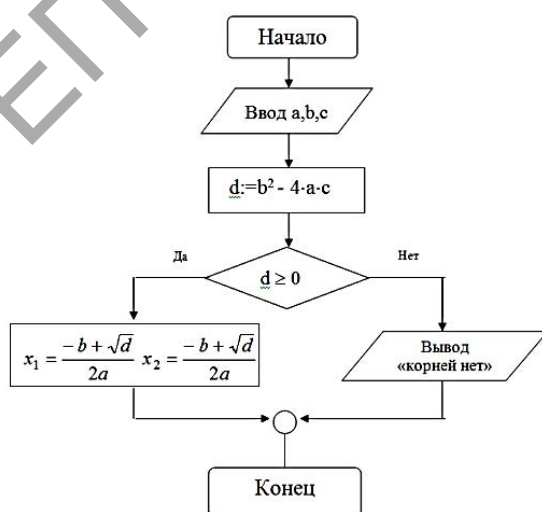 Начало
Ввод a,b,c
d:=b² - 4·a·c
d ≥ 0
Да
Нет
x₁ = (-b + √d)/2a x₂ = (-b + √d)/2a
Вывод
«корней нет»
Конец